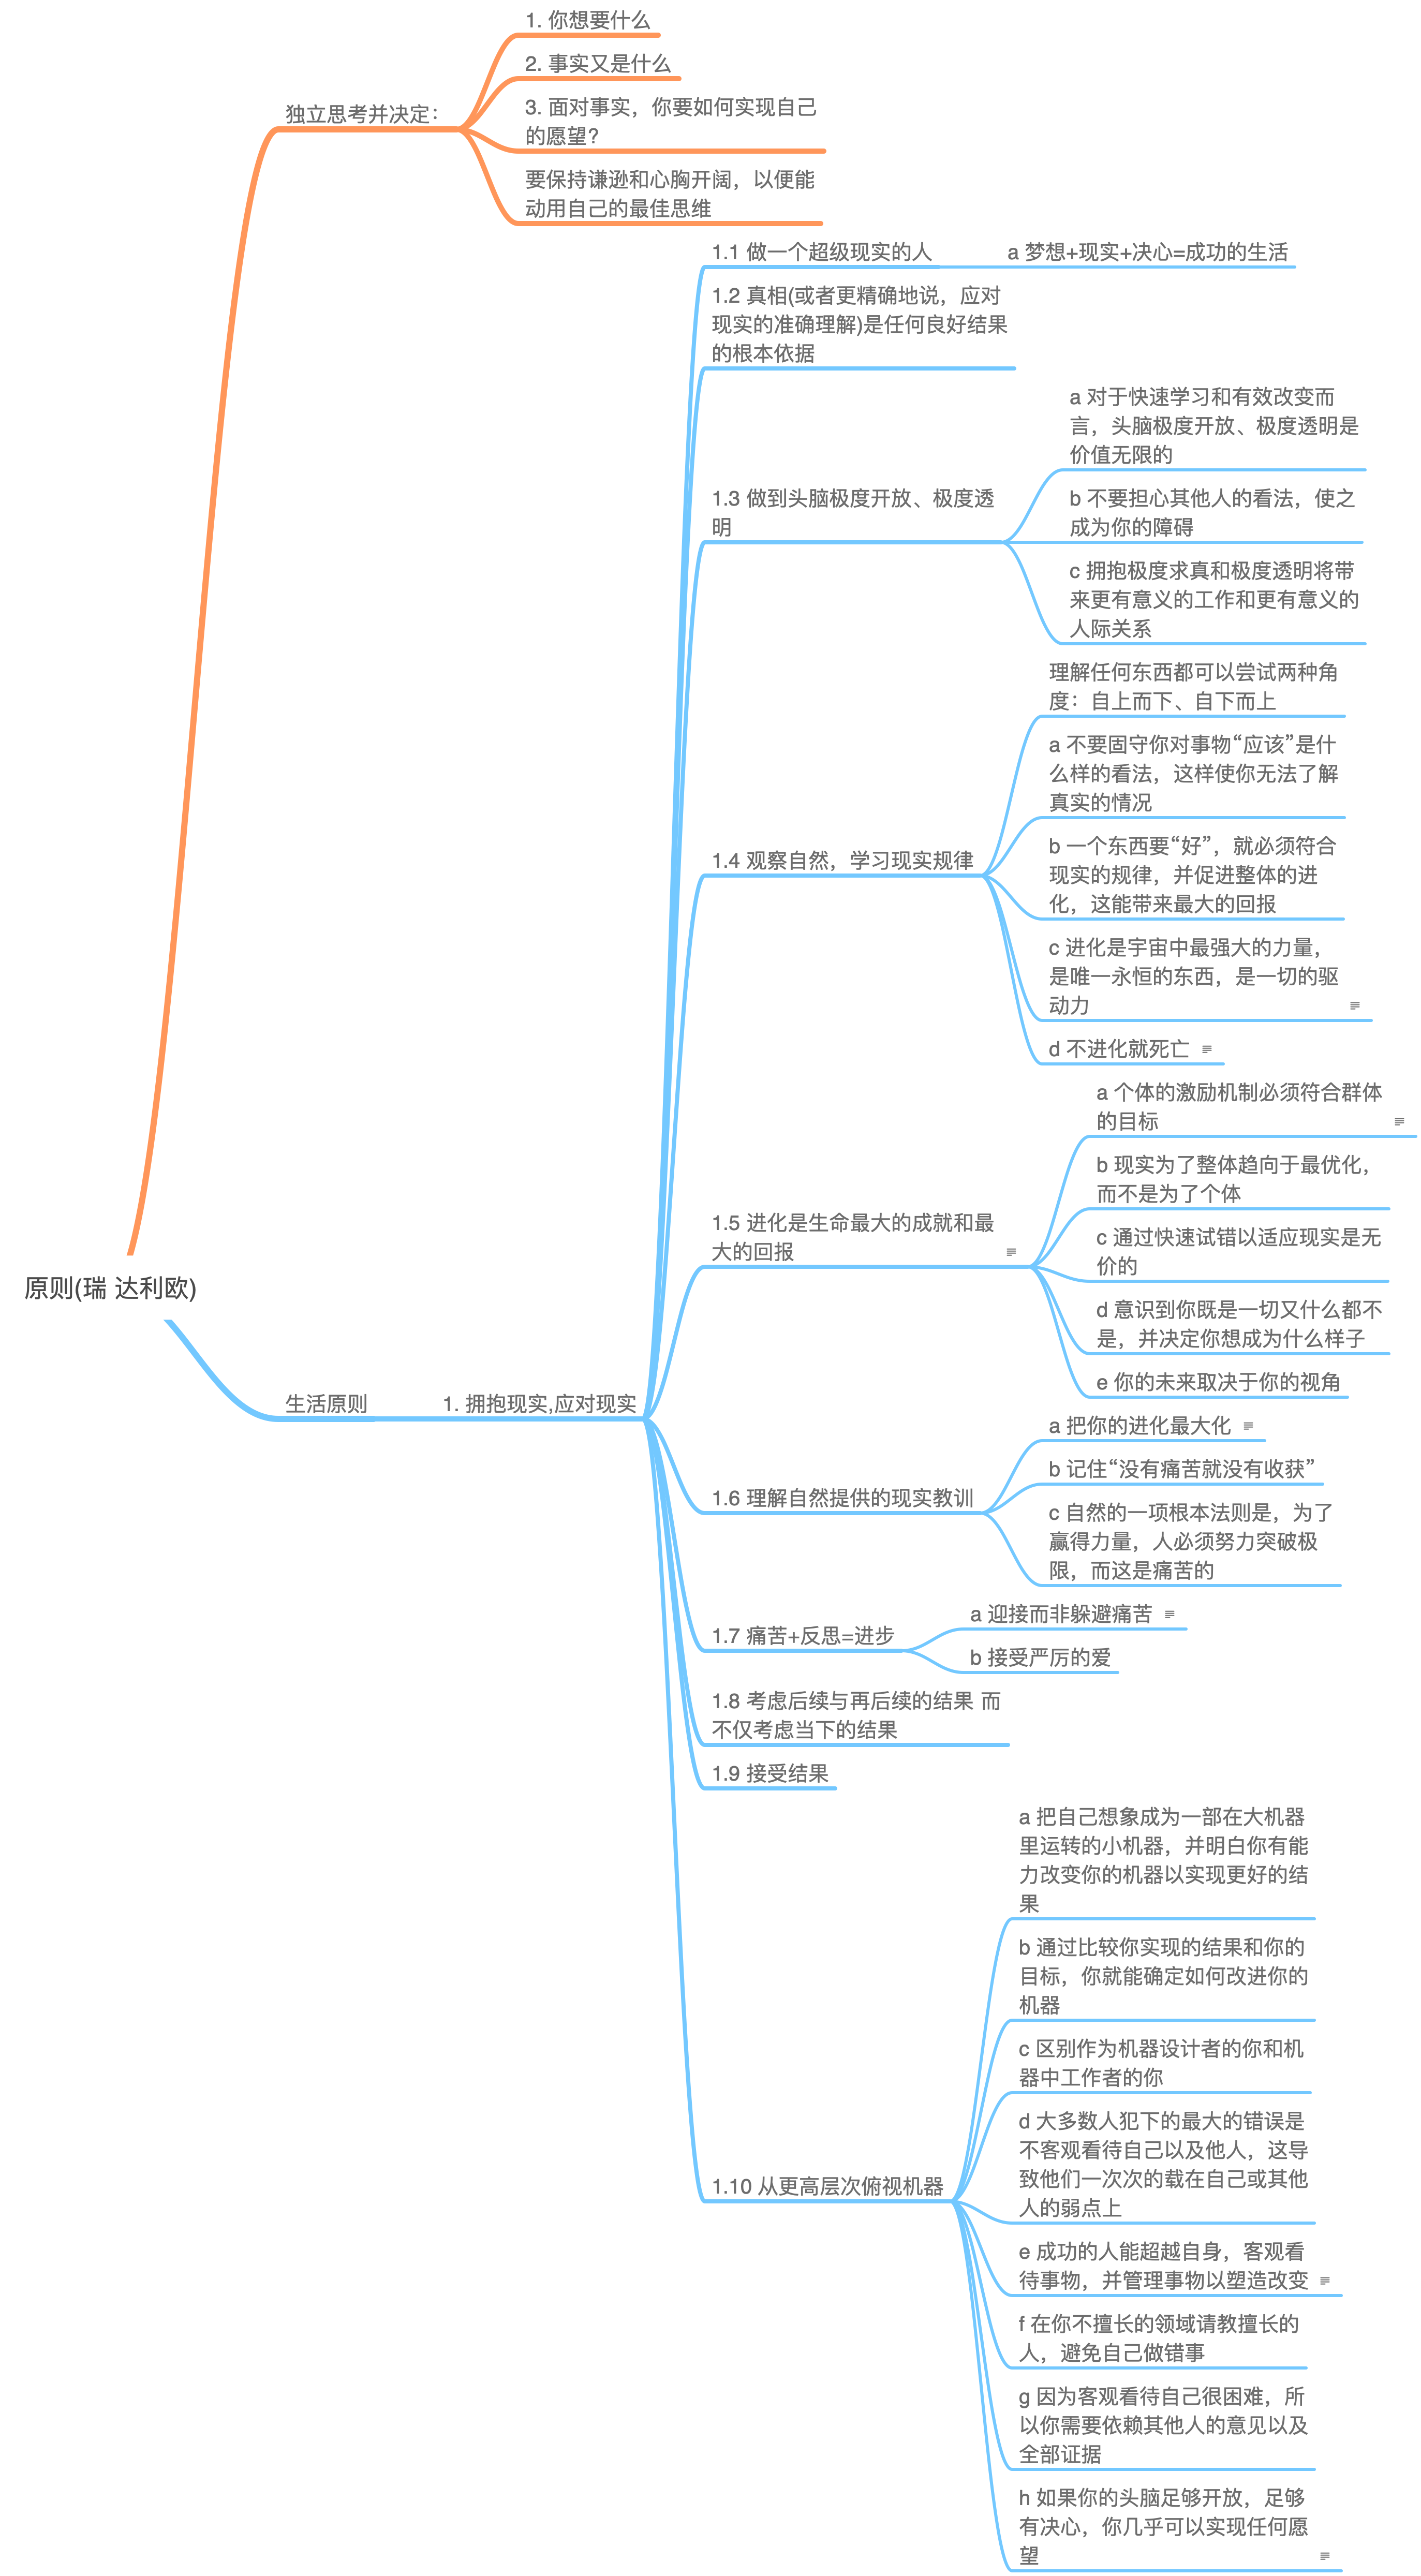 原则(瑞 达利欧)
独立思考并决定：
1. 你想要什么
2. 事实又是什么
3. 面对事实，你要如何实现自己
的愿望?
要保持谦逊和心胸开阔，以便能
动用自己的最佳思维
生活原则
1. 拥抱现实,应对现实
1.1 做一个超级现实的人
a 梦想+现实+决心=成功的生活
1.2 真相(或者更精确地说，应对
现实的准确理解)是任何良好结果
的根本依据
1.3 做到头脑极度开放、极度透
明
a 对于快速学习和有效改变而
言，头脑极度开放、极度透明是
价值无限的
b 不要担心其他人的看法，使之
成为你的障碍
c 拥抱极度求真和极度透明将带
来更有意义的工作和更有意义的
人际关系
1.4 观察自然，学习现实规律
理解任何东西都可以尝试两种角
度：自上而下、自下而上
a 不要固守你对事物“应该”是什
么样的看法，这样使你无法了解
真实的情况
b 一个东西要“好”，就必须符合
现实的规律，并促进整体的进
化，这能带来最大的回报
c 进化是宇宙中最强大的力量，
是唯一永恒的东西，是一切的驱
动力
d 不进化就死亡
1.5 进化是生命最大的成就和最
大的回报
a 个体的激励机制必须符合群体
的目标
b 现实为了整体趋向于最优化，
而不是为了个体
c 通过快速试错以适应现实是无
价的
d 意识到你既是一切又什么都不
是，并决定你想成为什么样子
e 你的未来取决于你的视角
1.6 理解自然提供的现实教训
a 把你的进化最大化
b 记住“没有痛苦就没有收获”
c 自然的一项根本法则是，为了
赢得力量，人必须努力突破极
限，而这是痛苦的
1.7 痛苦+反思=进步
a 迎接而非躲避痛苦
b 接受严厉的爱
1.8 考虑后续与再后续的结果 而
不仅考虑当下的结果
1.9 接受结果
1.10 从更高层次俯视机器
a 把自己想象成为一部在大机器
里运转的小机器，并明白你有能
力改变你的机器以实现更好的结
果
b 通过比较你实现的结果和你的
目标，你就能确定如何改进你的
机器
c 区别作为机器设计者的你和机
器中工作者的你
d 大多数人犯下的最大的错误是
不客观看待自己以及他人，这导
致他们一次次的载在自己或其他
人的弱点上
e 成功的人能超越自身，客观看
待事物，并管理事物以塑造改变
f 在你不擅长的领域请教擅长的
人，避免自己做错事
g 因为客观看待自己很困难，所
以你需要依赖其他人的意见以及
全部证据
h 如果你的头脑足够开放，足够
有决心，你几乎可以实现任何愿
望